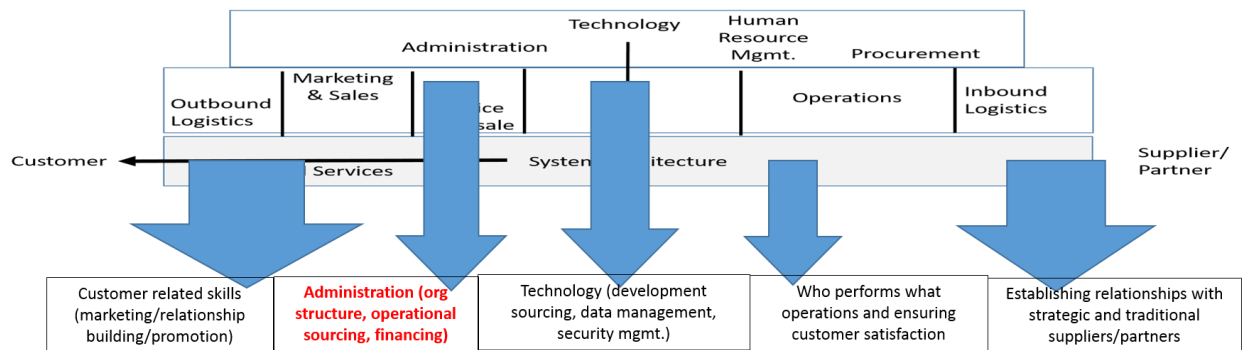 Technology
Human
Resource
Mgmt.
Administration
Procurement
Marketing
& Sales
Outbound
Logistics
Operations
Inbound
Logistics
Customer
Services
Supplier/
Partner
Customer related skills
(marketing/relationship
building/promotion)
Administration (org
structure, operational
sourcing, financing)
Technology (development
sourcing, data management,
security mgmt.)
Who performs what
operations and ensuring
customer satisfaction
Establishing relationships with
strategic and traditional
suppliers/partners